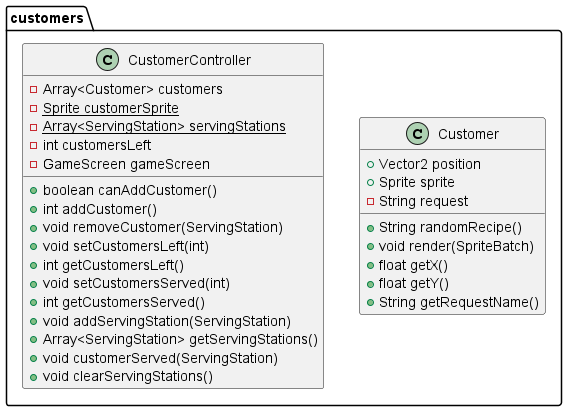 customers
C CustomerController
Array<Customer> customers
Sprite customerSprite
Array<ServingStation> servingStations
int customersLeft
GameScreen gameScreen
boolean canAddCustomer()
int addCustomer()
void removeCustomer(ServingStation)
void setCustomersLeft(int)
int getCustomersLeft()
void setCustomersServed(int)
int getCustomersServed()
void addServingStation(ServingStation)
Array<ServingStation> getServingStations()
void customerServed(ServingStation)
void clearServingStations()
C Customer
Vector2 position
Sprite sprite
String request
String randomRecipe()
void render(SpriteBatch)
float getX()
float getY()
String getRequestName()